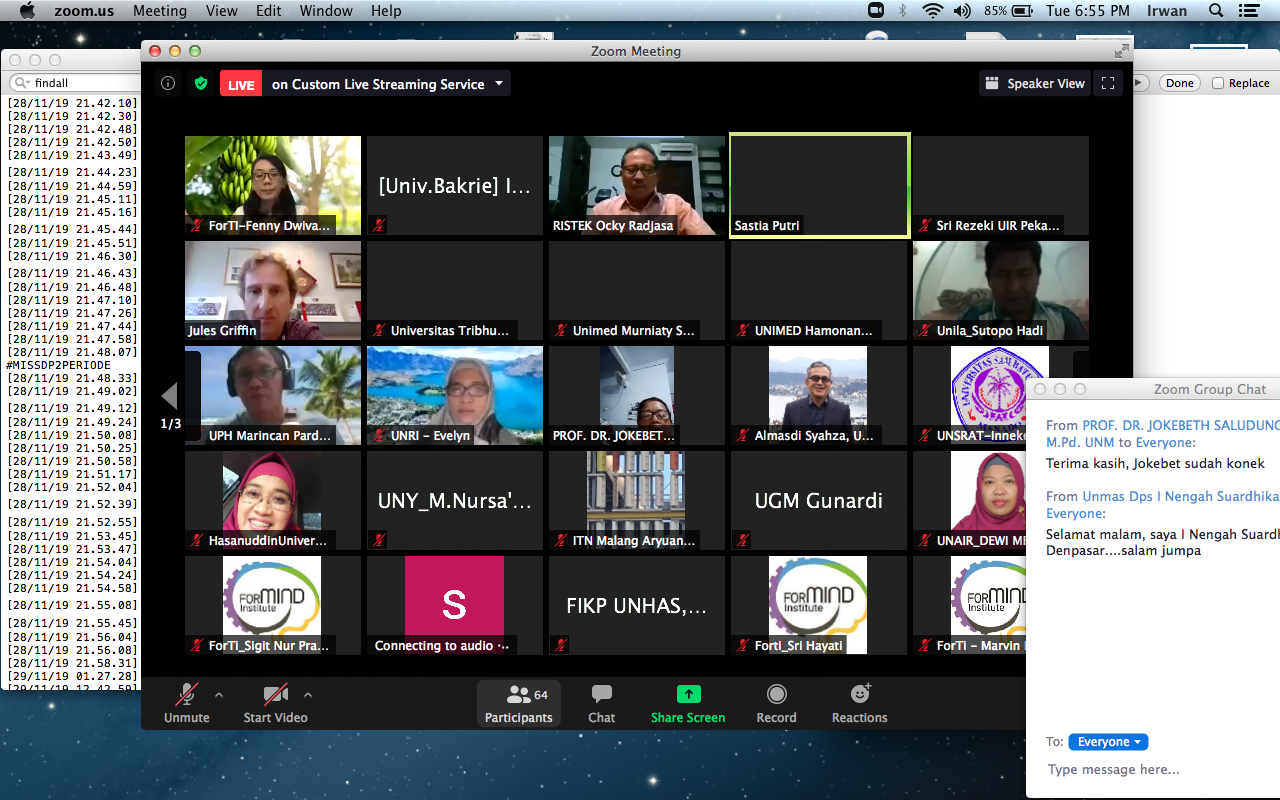 zoom.us Meeting View Edit Window Help 85% Tue 6:55 PM Irwan
Zoom Meeting
findall
Done Replace
LIVE on Custom Live Streaming Service
Speaker View
[28/11/19 21.42.10]
[28/11/19 21.42.30]
[28/11/19 21.42.48]
[28/11/19 21.42.50]
[28/11/19 21.43.49]
[28/11/19 21.44.23]
[28/11/19 21.44.59]
[28/11/19 21.45.11]
[28/11/19 21.45.16]
[28/11/19 21.45.44]
[28/11/19 21.45.51]
[28/11/19 21.46.30]
[28/11/19 21.46.43]
[28/11/19 21.46.48]
[28/11/19 21.47.10]
[28/11/19 21.47.26]
[28/11/19 21.47.44]
[28/11/19 21.47.58]
[28/11/19 21.48.07]
#MISSDP2PERIODE
[28/11/19 21.48.33]
[28/11/19 21.49.02]
[28/11/19 21.49.12]
[28/11/19 21.49.24]
[28/11/19 21.50.08]
[28/11/19 21.50.25]
[28/11/19 21.50.58]
[28/11/19 21.51.17]
[28/11/19 21.52.04]
[28/11/19 21.52.39]
[28/11/19 21.52.55]
[28/11/19 21.53.45]
[28/11/19 21.53.47]
[28/11/19 21.54.04]
[28/11/19 21.54.24]
[28/11/19 21.54.58]
[28/11/19 21.55.08]
[28/11/19 21.55.45]
[28/11/19 21.56.04]
[28/11/19 21.56.08]
[28/11/19 21.58.31]
[29/11/19 01.27.28]
[29/11/19 12.42.59]
ForTI-Fenny Dwiva...
[Univ.Bakrie] I...
RISTEK Ocky Radjasa
Sastia Putri
Sri Rezeki UIR Peka...
Jules Griffin
Universitas Tribhu...
Unimed Murniaty S...
UNIMED Hamonan...
Unila_Sutopo Hadi
1/3
UPH Marincan Pard...
UNRI - Evelyn
PROF. DR. JOKEBET...
Almasdi Syahza, U...
UNSRAT-Inneke
HasanuddinUniver...
UNY_M.Nursa'...
ITN Malang Aryuan...
UGM Gunardi
UNAIR_DEWI ME
FORMIND
Institute
ForTI_Sigit Nur Pra...
S
Connecting to audio ·..
FIKP UNHAS,...
FORMIND
Institute
Forti_Sri Hayati
FORMIND
Institute
ForTI - Marvin
Unmute
Start Video
64
Participants
Chat
Share Screen
Record
Reactions
Zoom Group Chat
From PROF. DR. JOKEBETH SALUDUNG
M.Pd. UNM to Everyone:
Terima kasih, Jokebet sudah konek
From Unmas Dps I Nengah Suardhika
Everyone:
Selamat malam, saya I Nengah Suardh
Denpasar....salam jumpa
To: Everyone
Type message here...